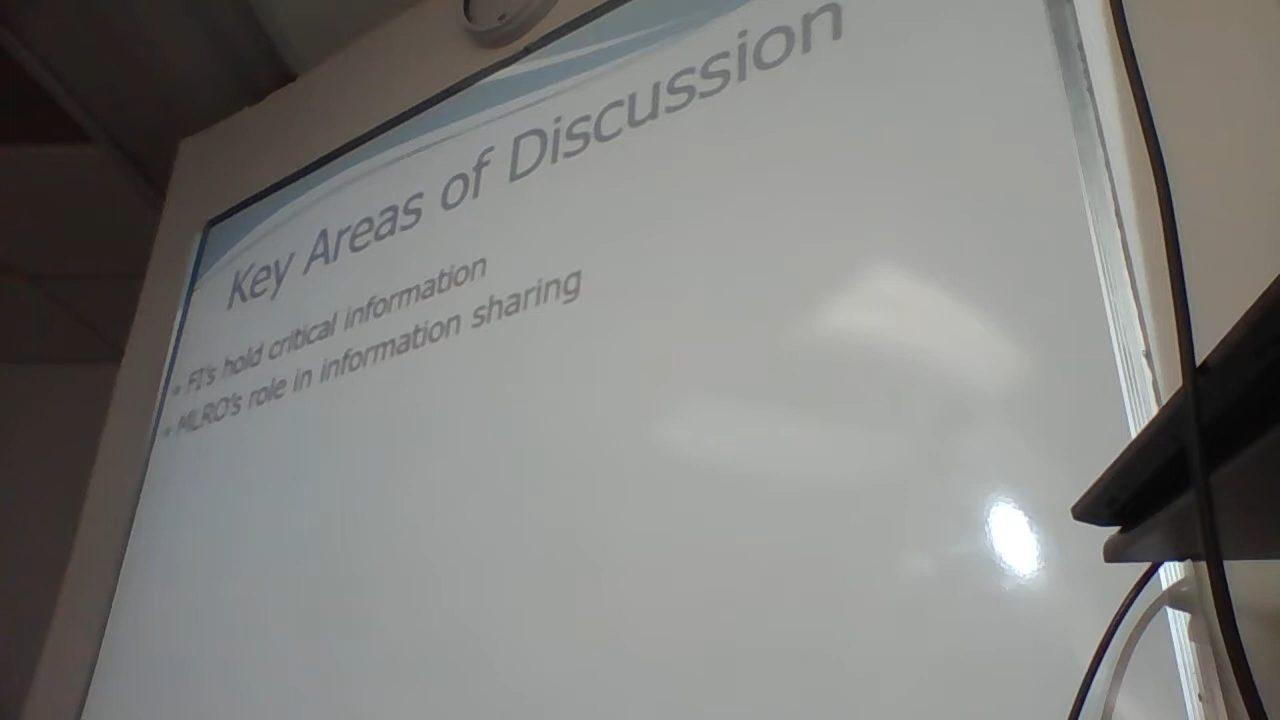 Key Areas of Discussion
• FI's hold critical information
• MLRO's role in information sharing